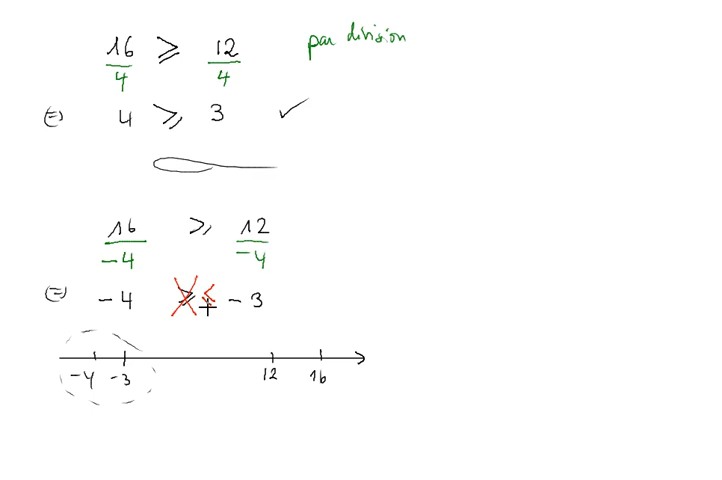 16/4 ⩾ 12/4 par division
(=) 4 ⩾ 3 ✓
16/-4 ⩾ 12/-4
(=) -4 ⩾ ≤ -3
-4 -3 12 16